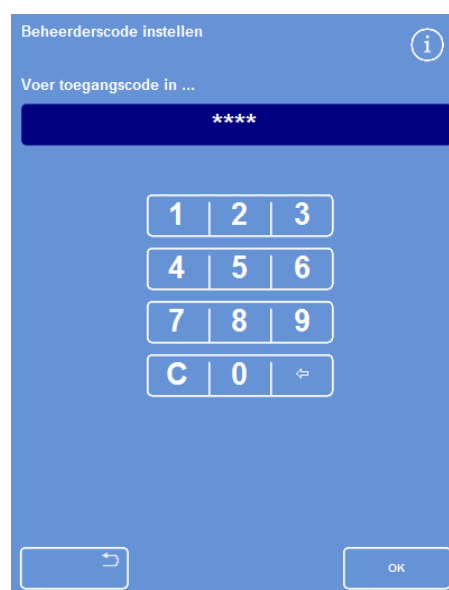 Beheerderscode instellen
i
Voer toegangscode in ...
****
1 2 3
4 5 6
7 8 9
C 0 ⇦
OK